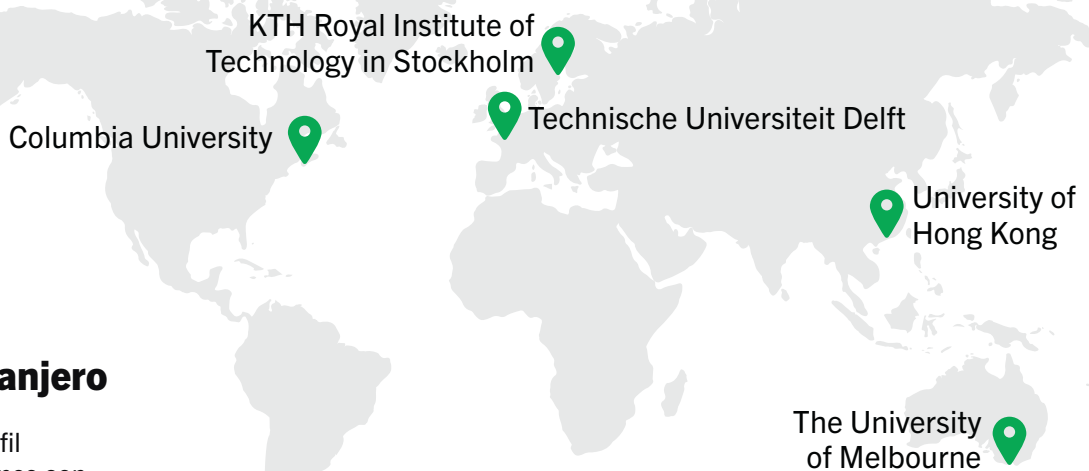 KTH Royal Institute of
Technology in Stockholm
Technische Universiteit Delft
Columbia University
University of
Hong Kong
anjero
fil
The University
of Melbourne